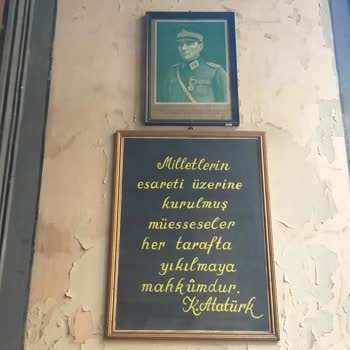 Milletlerin
esareti üzerine
kurulmuş
müesseseler
her tarafta
yıkılmaya
mahkûmdur.
K.Atatürk